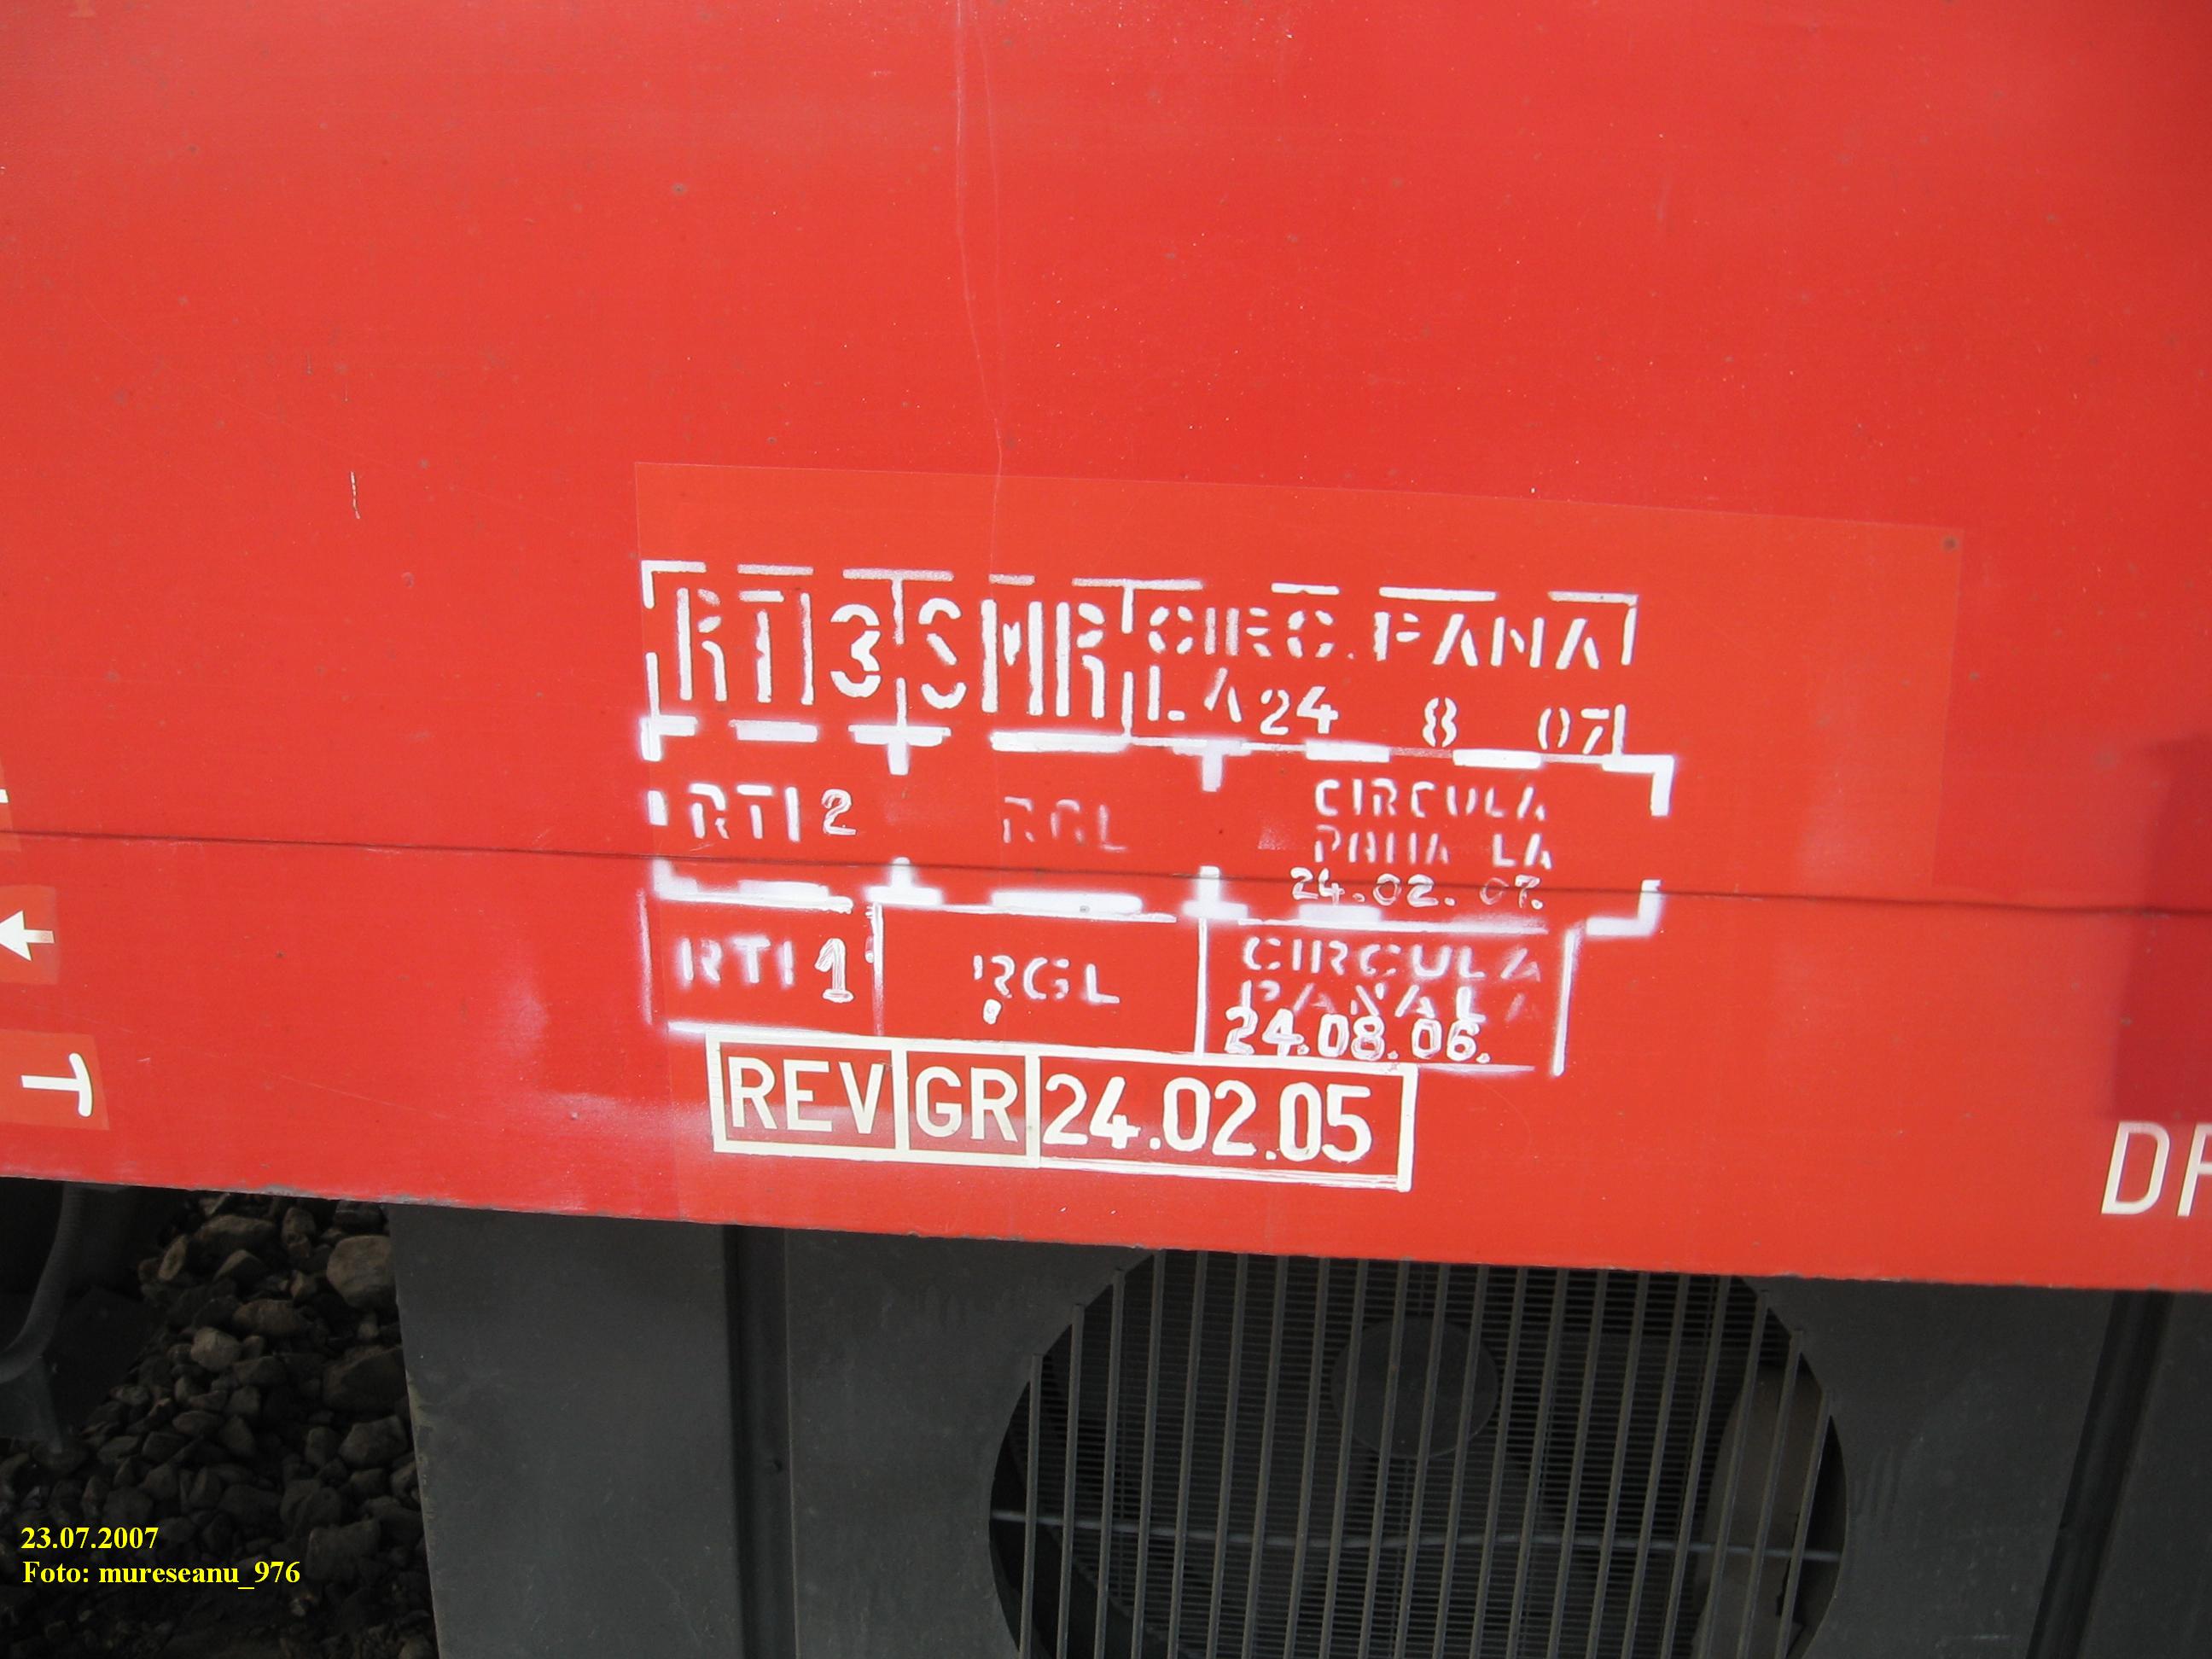 RTI 3 SMR CIRC. PANA
LA 24 8 07
RTI 2 RGL CIRCULA
PANA LA
24.02.07.
RTI 1 RGL CIRCULA
PANA LA
24.08.06.
REV GR 24.02.05
T
23.07.2007
Foto: mureseanu_976